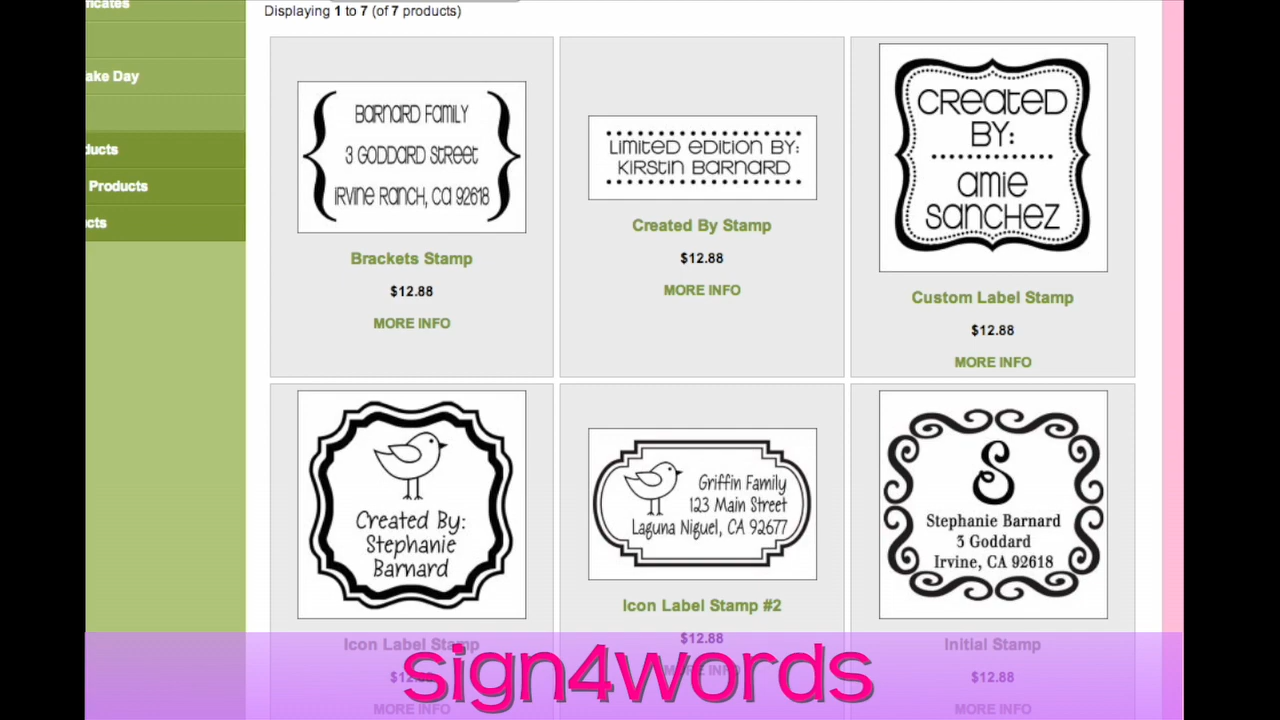 Displaying 1 to 7 (of 7 products)
ake Day
Products
BARNARD FAMILY
3 GODDARD STREET
IRVINE RANCH, CA 92618
Brackets Stamp
$12.88
MORE INFO
LIMITED EDITION BY:
KIRSTIN BARNARD
Created By Stamp
$12.88
MORE INFO
CREATED
BY:
AMIE
SANCHEZ
Custom Label Stamp
$12.88
MORE INFO
Created By:
Stephanie
Barnard
Icon Label Stamp
MORE INFO
Griffin Family
123 Main Street
Laguna Niguel, CA 92677
Icon Label Stamp #2
$12.88
S
Stephanie Barnard
3 Goddard
Irvine, CA 92618
Initial Stamp
$12.88
MORE INFO
sign4words